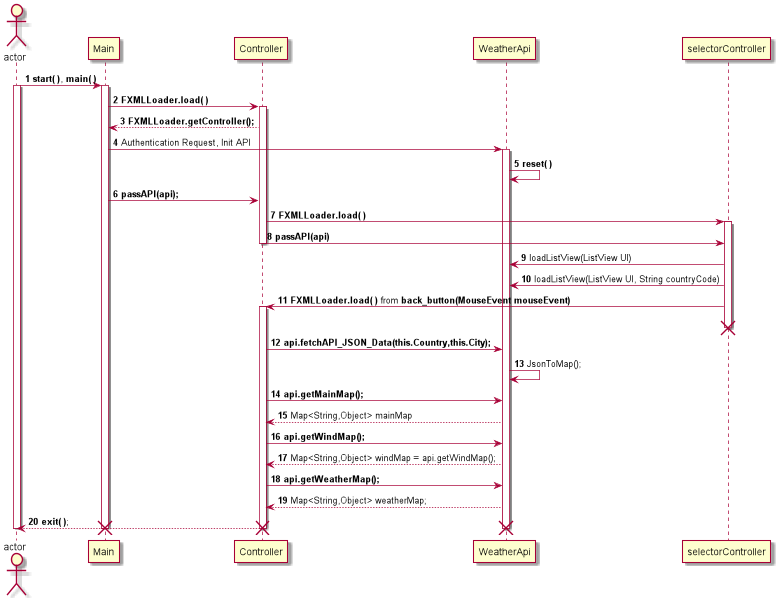 actor
Main
Controller
WeatherApi
selectorController
1 start( ), main( )
2 FXMLLoader.load( )
3 FXMLLoader.getController();
4 Authentication Request, Init API
5 reset( )
6 passAPI(api);
7 FXMLLoader.load( )
8 passAPI(api)
9 loadListView(ListView UI)
10 loadListView(ListView UI, String countryCode)
11 FXMLLoader.load( ) from back_button(MouseEvent mouseEvent)
12 api.fetchAPI_JSON_Data(this.Country,this.City);
13 JsonToMap();
14 api.getMainMap();
15 Map<String,Object> mainMap
16 api.getWindMap();
17 Map<String,Object> windMap = api.getWindMap();
18 api.getWeatherMap();
19 Map<String,Object> weatherMap;
20 exit( );
actor
Main
Controller
WeatherApi
selectorController